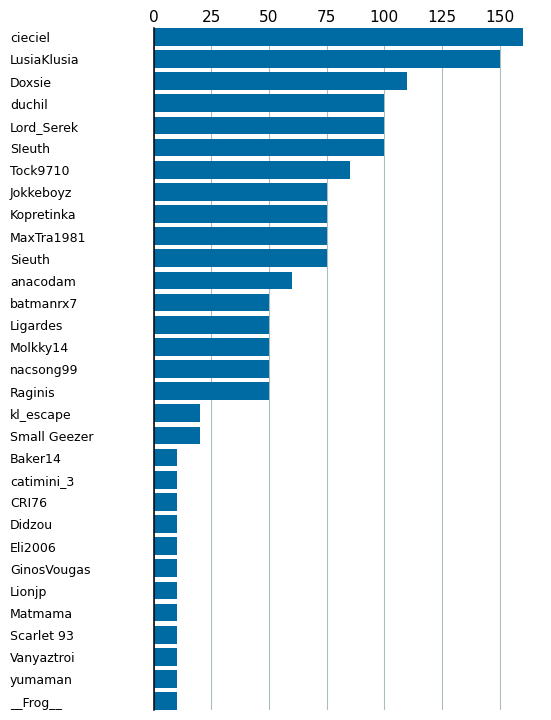 0 25 50 75 100 125 150
cieciel
LusiaKlusia
Doxsie
duchil
Lord_Serek
SIeuth
Tock9710
Jokkeboyz
Kopretinka
MaxTra1981
Sieuth
anacodam
batmanrx7
Ligardes
Molkky14
nacsong99
Raginis
kl_escape
Small Geezer
Baker14
catimini_3
CRI76
Didzou
Eli2006
GinosVougas
Lionjp
Matmama
Scarlet 93
Vanyaztroi
yumaman
__Frog__